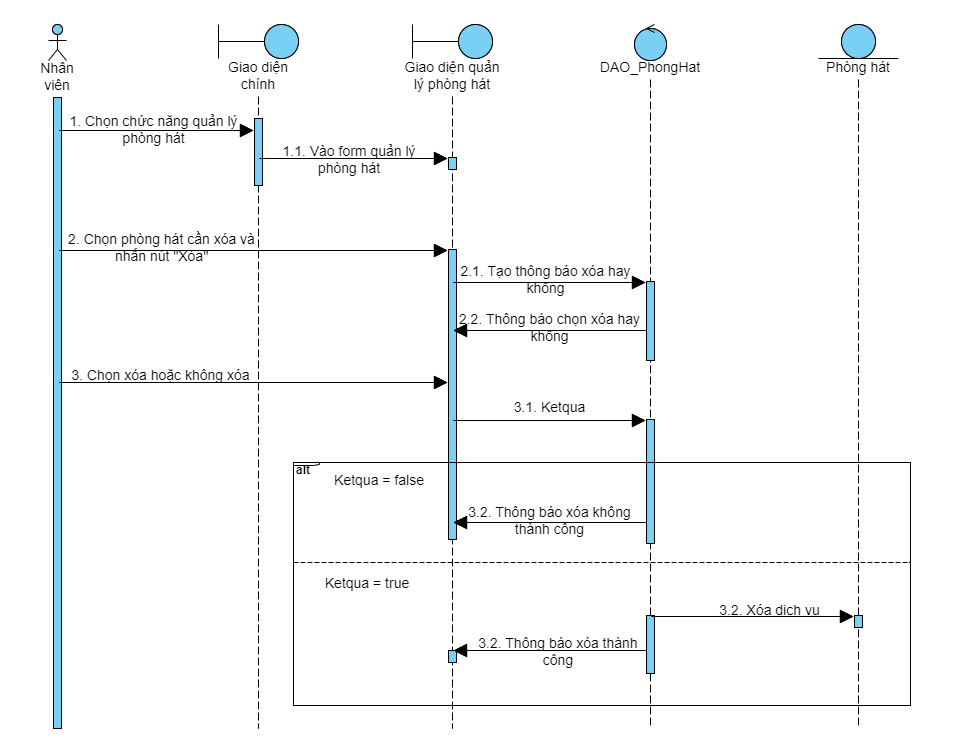 Nhân
viên
Giao diện
chính
Giao diện quản
lý phòng hát
DAO_PhongHat
Phòng hát
1. Chọn chức năng quản lý
phòng hát
1.1. Vào form quản lý
phòng hát
2. Chọn phòng hát cần xóa và
nhấn nút "Xóa"
2.1. Tạo thông báo xóa hay
không
2.2. Thông báo chọn xóa hay
không
3. Chọn xóa hoặc không xóa
3.1. Ketqua
alt
Ketqua = false
3.2. Thông báo xóa không
thành công
Ketqua = true
3.2. Xóa dich vu
3.2. Thông báo xóa thành
công